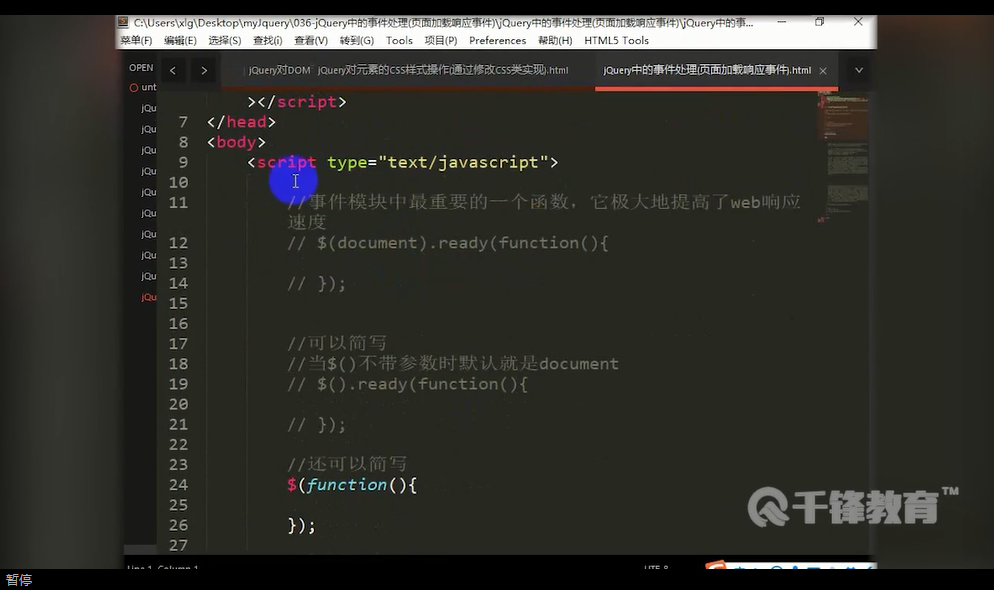 C:\Users\xlg\Desktop\myJquery\036-jQuery中的事件处理(页面加载响应事件)\jQuery中的事件处理(页面加载响应事件)\jQuery中的事...
菜单(F) 编辑(E) 选择(S) 查找(i) 查看(V) 转到(G) Tools 项目(P) Preferences 帮助(H) HTML5 Tools
OPEN
jQuery对DOM jQuery对元素的CSS样式操作(通过修改CSS类实现).html jQuery中的事件处理(页面加载响应事件).html
unt
jQu
jQu
jQu
jQu
jQu
jQu
jQu
jQu
jQu
jQu
></script>
7 </head>
8 <body>
9 <script type="text/javascript">
10
11 //事件模块中最重要的一个函数，它极大地提高了web响应
速度
12 // $(document).ready(function(){
13
14 // });
15
16
17 //可以简写
18 //当$()不带参数时默认就是document
19 // $().ready(function(){
20
21 // });
22
23 //还可以简写
24 $(function(){
25
26 });
27
千锋教育™
Line 1, Column 1
UTF-8
暂停